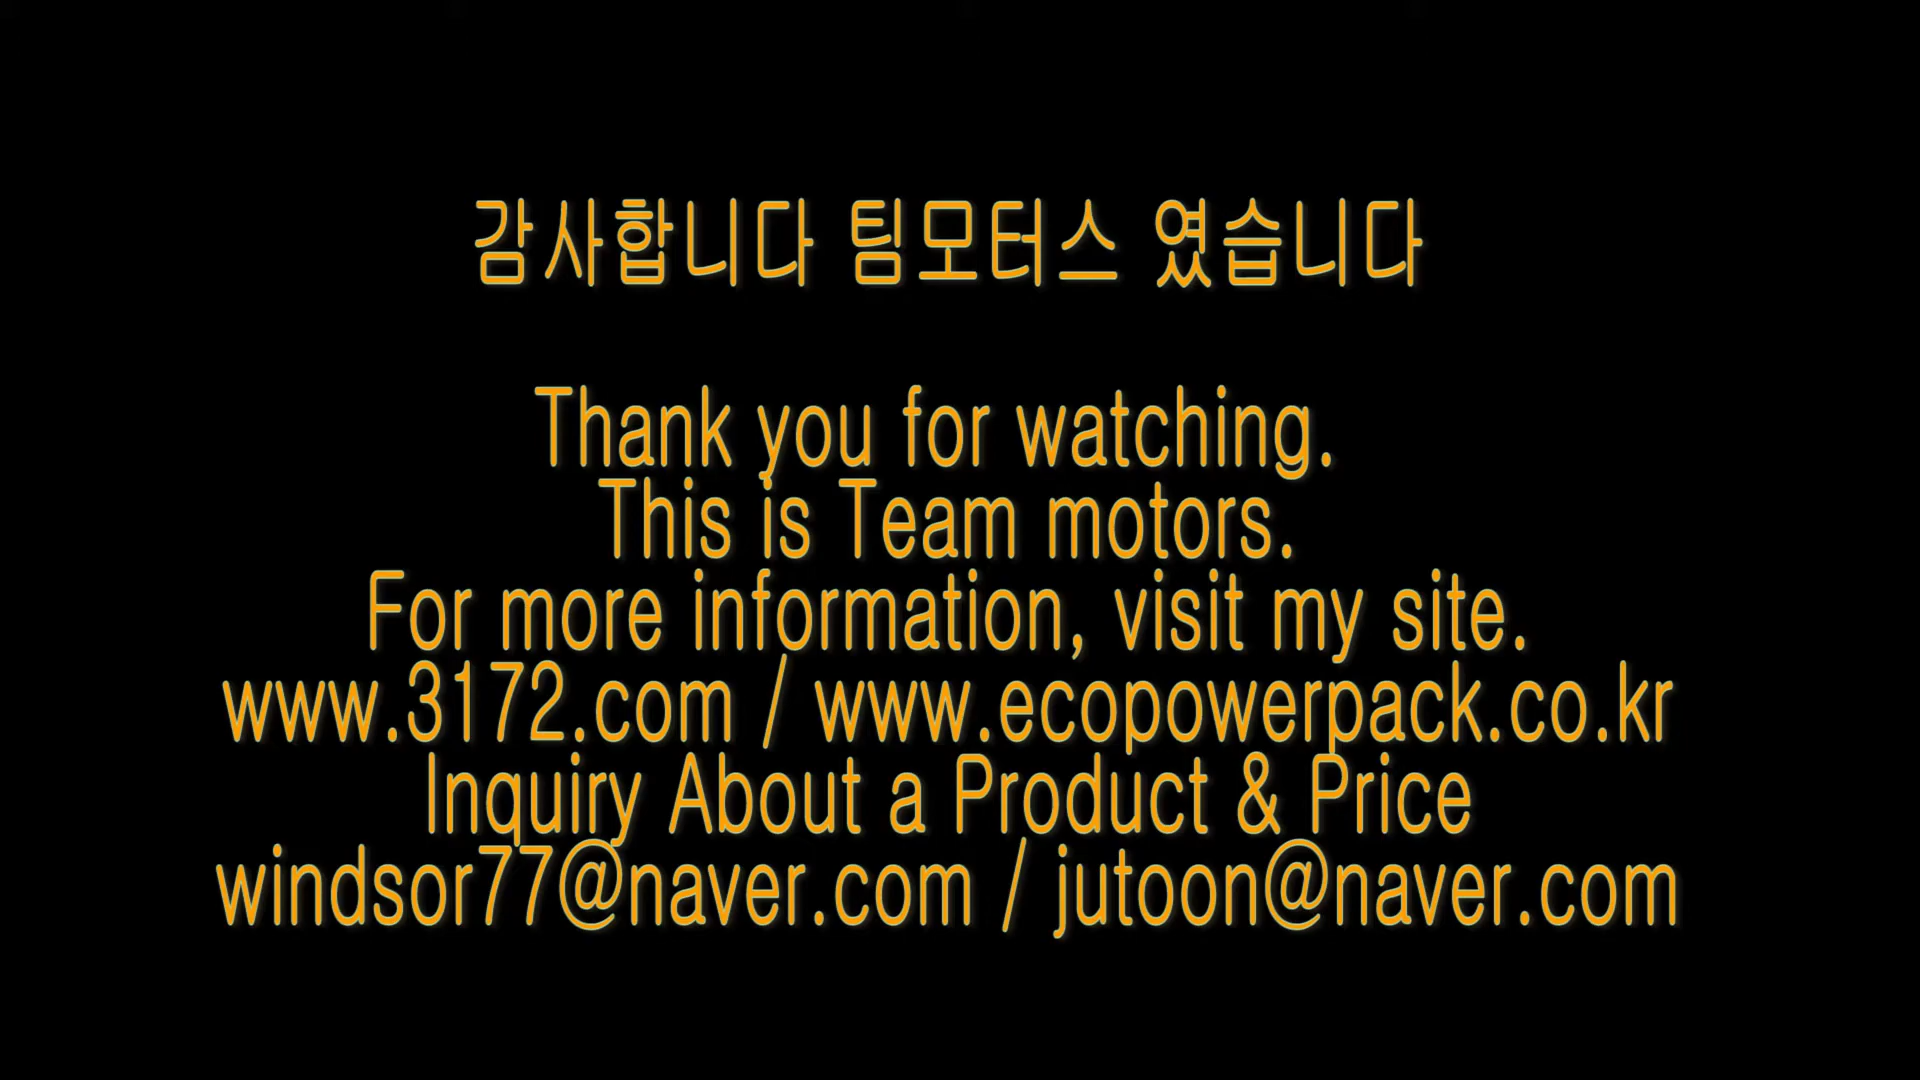 감사합니다 팀모터스 였습니다
Thank you for watching.
This is Team motors.
For more information, visit my site.
www.3172.com / www.ecopowerpack.co.kr
Inquiry About a Product & Price
windsor77@naver.com / jutoon@naver.com